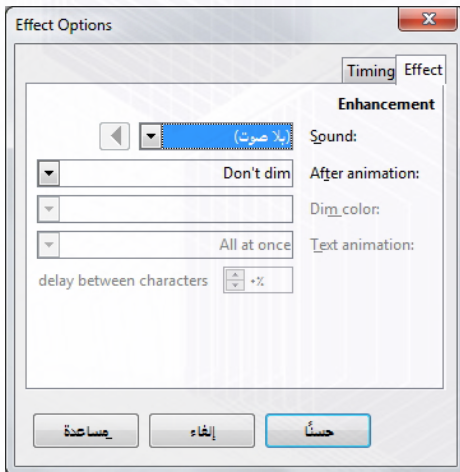 Effect Options
Effect
Timing
Enhancement
Sound:
(بلا صوت)
After animation:
Don't dim
Dim color:
Text animation:
All at once
٠%
delay between characters
حسنًا
إلغاء
مساعدة